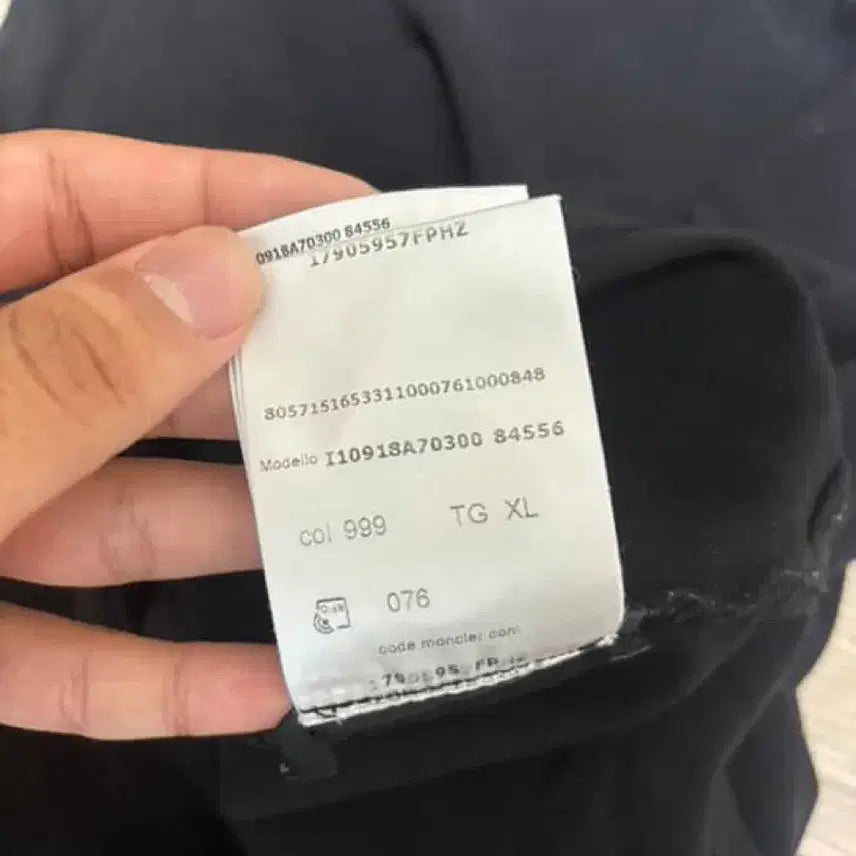 0918A70300 84556
17905957FPHZ
8057151653311000761000848
Modello I10918A70300 84556
col 999 TG XL
076
code.moncler.com